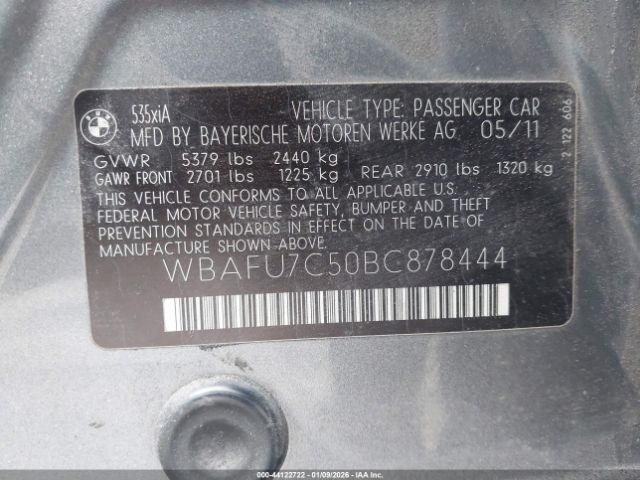 BMW
535xiA VEHICLE TYPE: PASSENGER CAR
MFD BY BAYERISCHE MOTOREN WERKE AG 05/11
GVWR 5379 lbs 2440 kg
GAWR FRONT 2701 lbs 1225 kg REAR 2910 lbs 1320 kg
THIS VEHICLE CONFORMS TO ALL APPLICABLE U.S.
FEDERAL MOTOR VEHICLE SAFETY, BUMPER AND THEFT
PREVENTION STANDARDS IN EFFECT ON THE DATE OF
MANUFACTURE SHOWN ABOVE:
WBAFU7C50BC878444
2 122 606
000-44122722 - 01/09/2026 - IAAI.COM